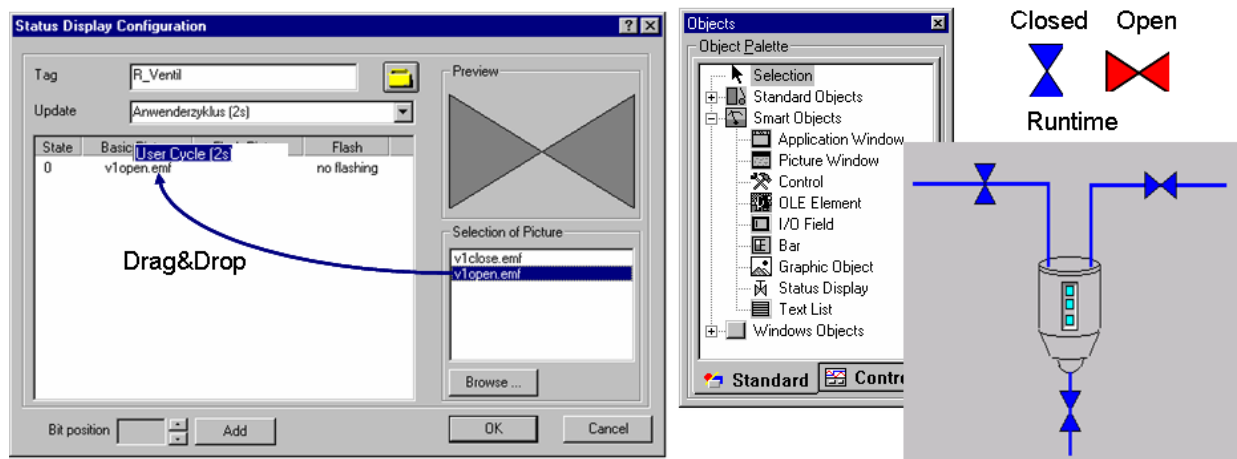 Status Display Configuration
Tag
R_Ventil
Update
Anwenderzyklus (2s)
State
Flash
User Cycle (2s
0
v1open.emf
no flashing
Drag&Drop
Preview
Selection of Picture
v1close.emf
v1open.emf
Browse ...
Bit position
Add
OK
Cancel
Objects
Object Palette
Selection
Standard Objects
Smart Objects
Application Window
Picture Window
Control
OLE Element
I/O Field
Bar
Graphic Object
Status Display
Text List
Windows Objects
Standard
Contro
Closed Open
Runtime